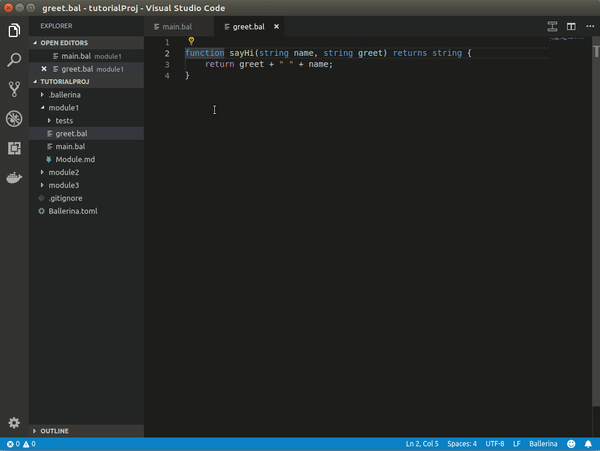 greet.bal - tutorialProj - Visual Studio Code
EXPLORER
main.bal
greet.bal
OPEN EDITORS
main.bal module1
greet.bal module1
TUTORIALPROJ
.ballerina
module1
tests
greet.bal
main.bal
Module.md
module2
module3
.gitignore
Ballerina.toml
OUTLINE
1
2 function sayHi(string name, string greet) returns string {
3 return greet + " " + name;
4 }
0 0
Ln 2, Col 5 Spaces: 4 UTF-8 LF Ballerina